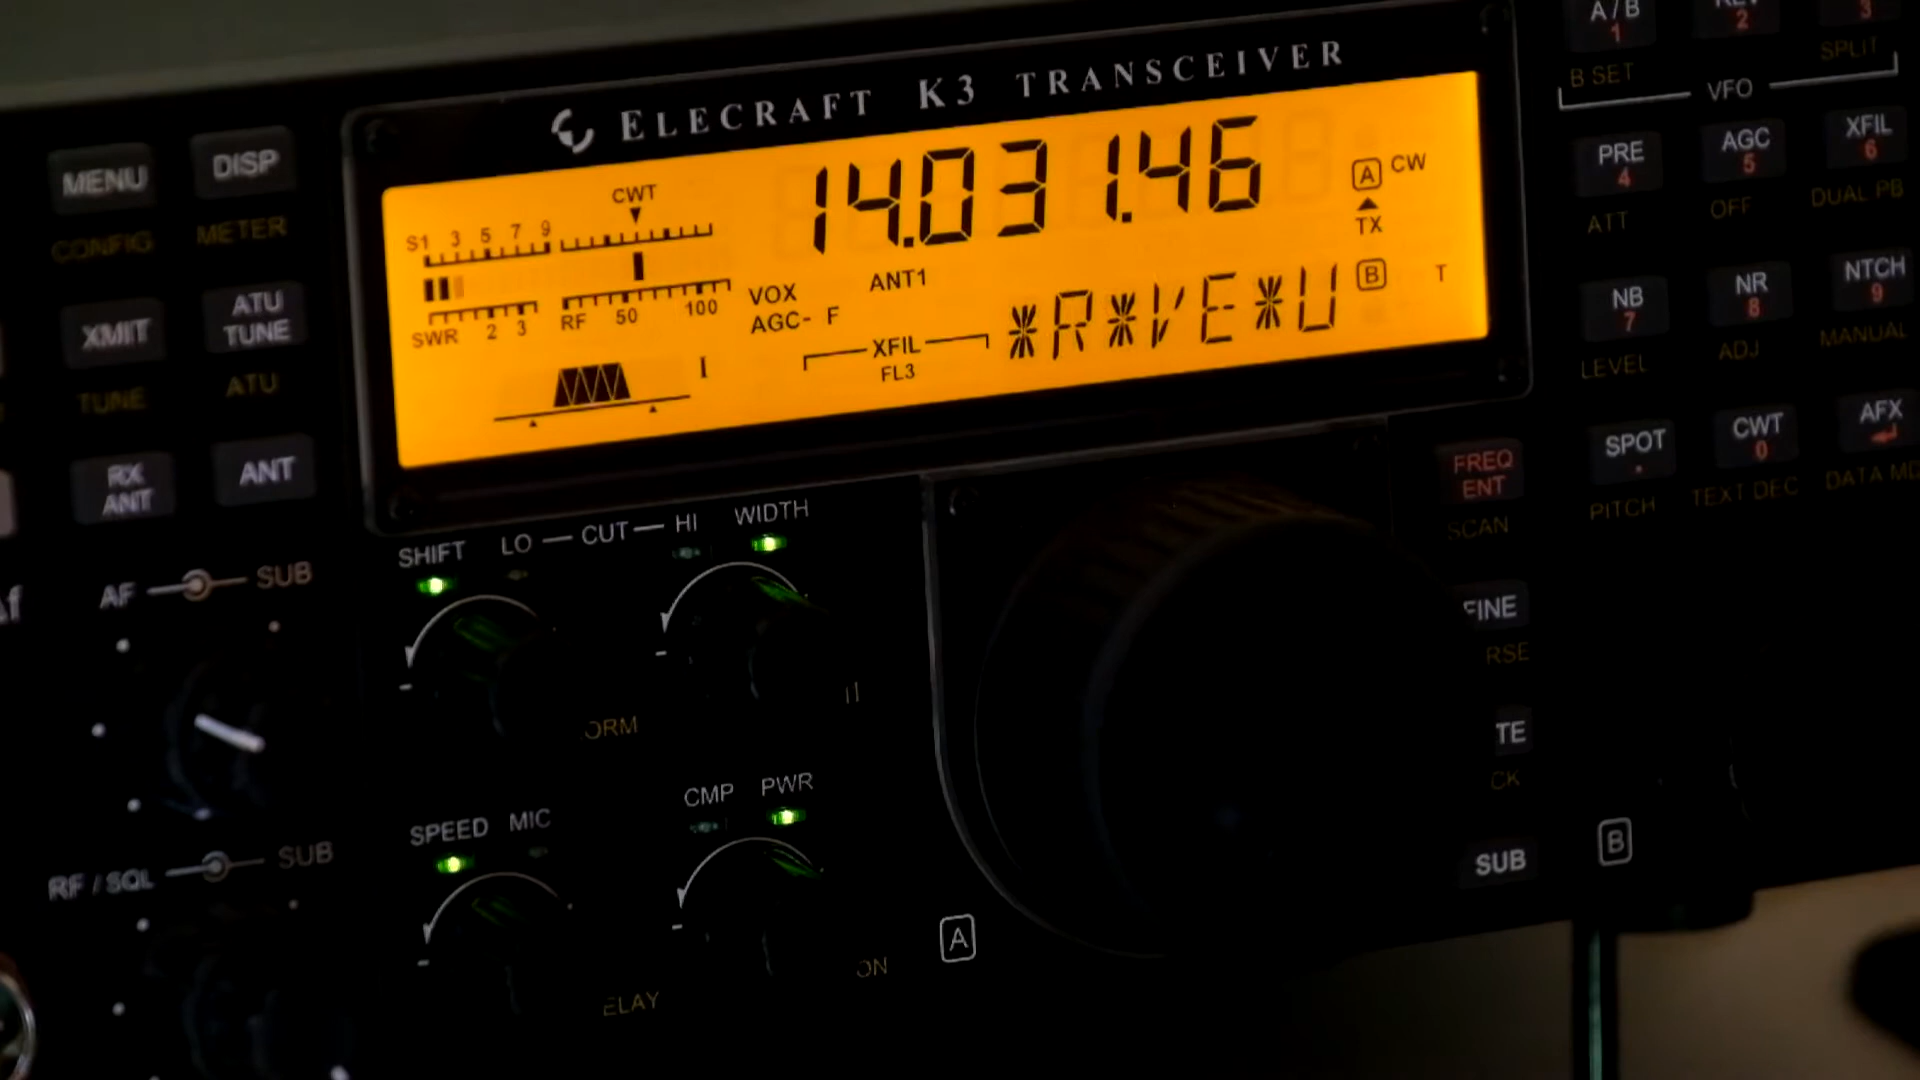 ELECRAFT K3 TRANSCEIVER
MENU DISP
CONFIG METER
XMIT ATU TUNE
TUNE ATU
RX ANT ANT
CWT
S1 3 5 7 9
SWR 2 3 RF 50 100
14.031.46
A CW
TX
VOX ANT1
AGC- F
XFIL
FL3
*R*VE*U B T
A / B 1 REV 2 3
B SET SPLIT
VFO
PRE 4 AGC 5 XFIL 6
ATT OFF DUAL PB
NB 7 NR 8 NTCH 9
LEVEL ADJ MANUAL
SPOT . CWT 0 AFX
PITCH TEXT DEC DATA MD
FREQ ENT
SCAN
FINE
RSE
TE
CK
SUB B
SHIFT LO CUT HI WIDTH
AF SUB
ORM
SPEED MIC CMP PWR
RF / SQL SUB
ELAY ON A